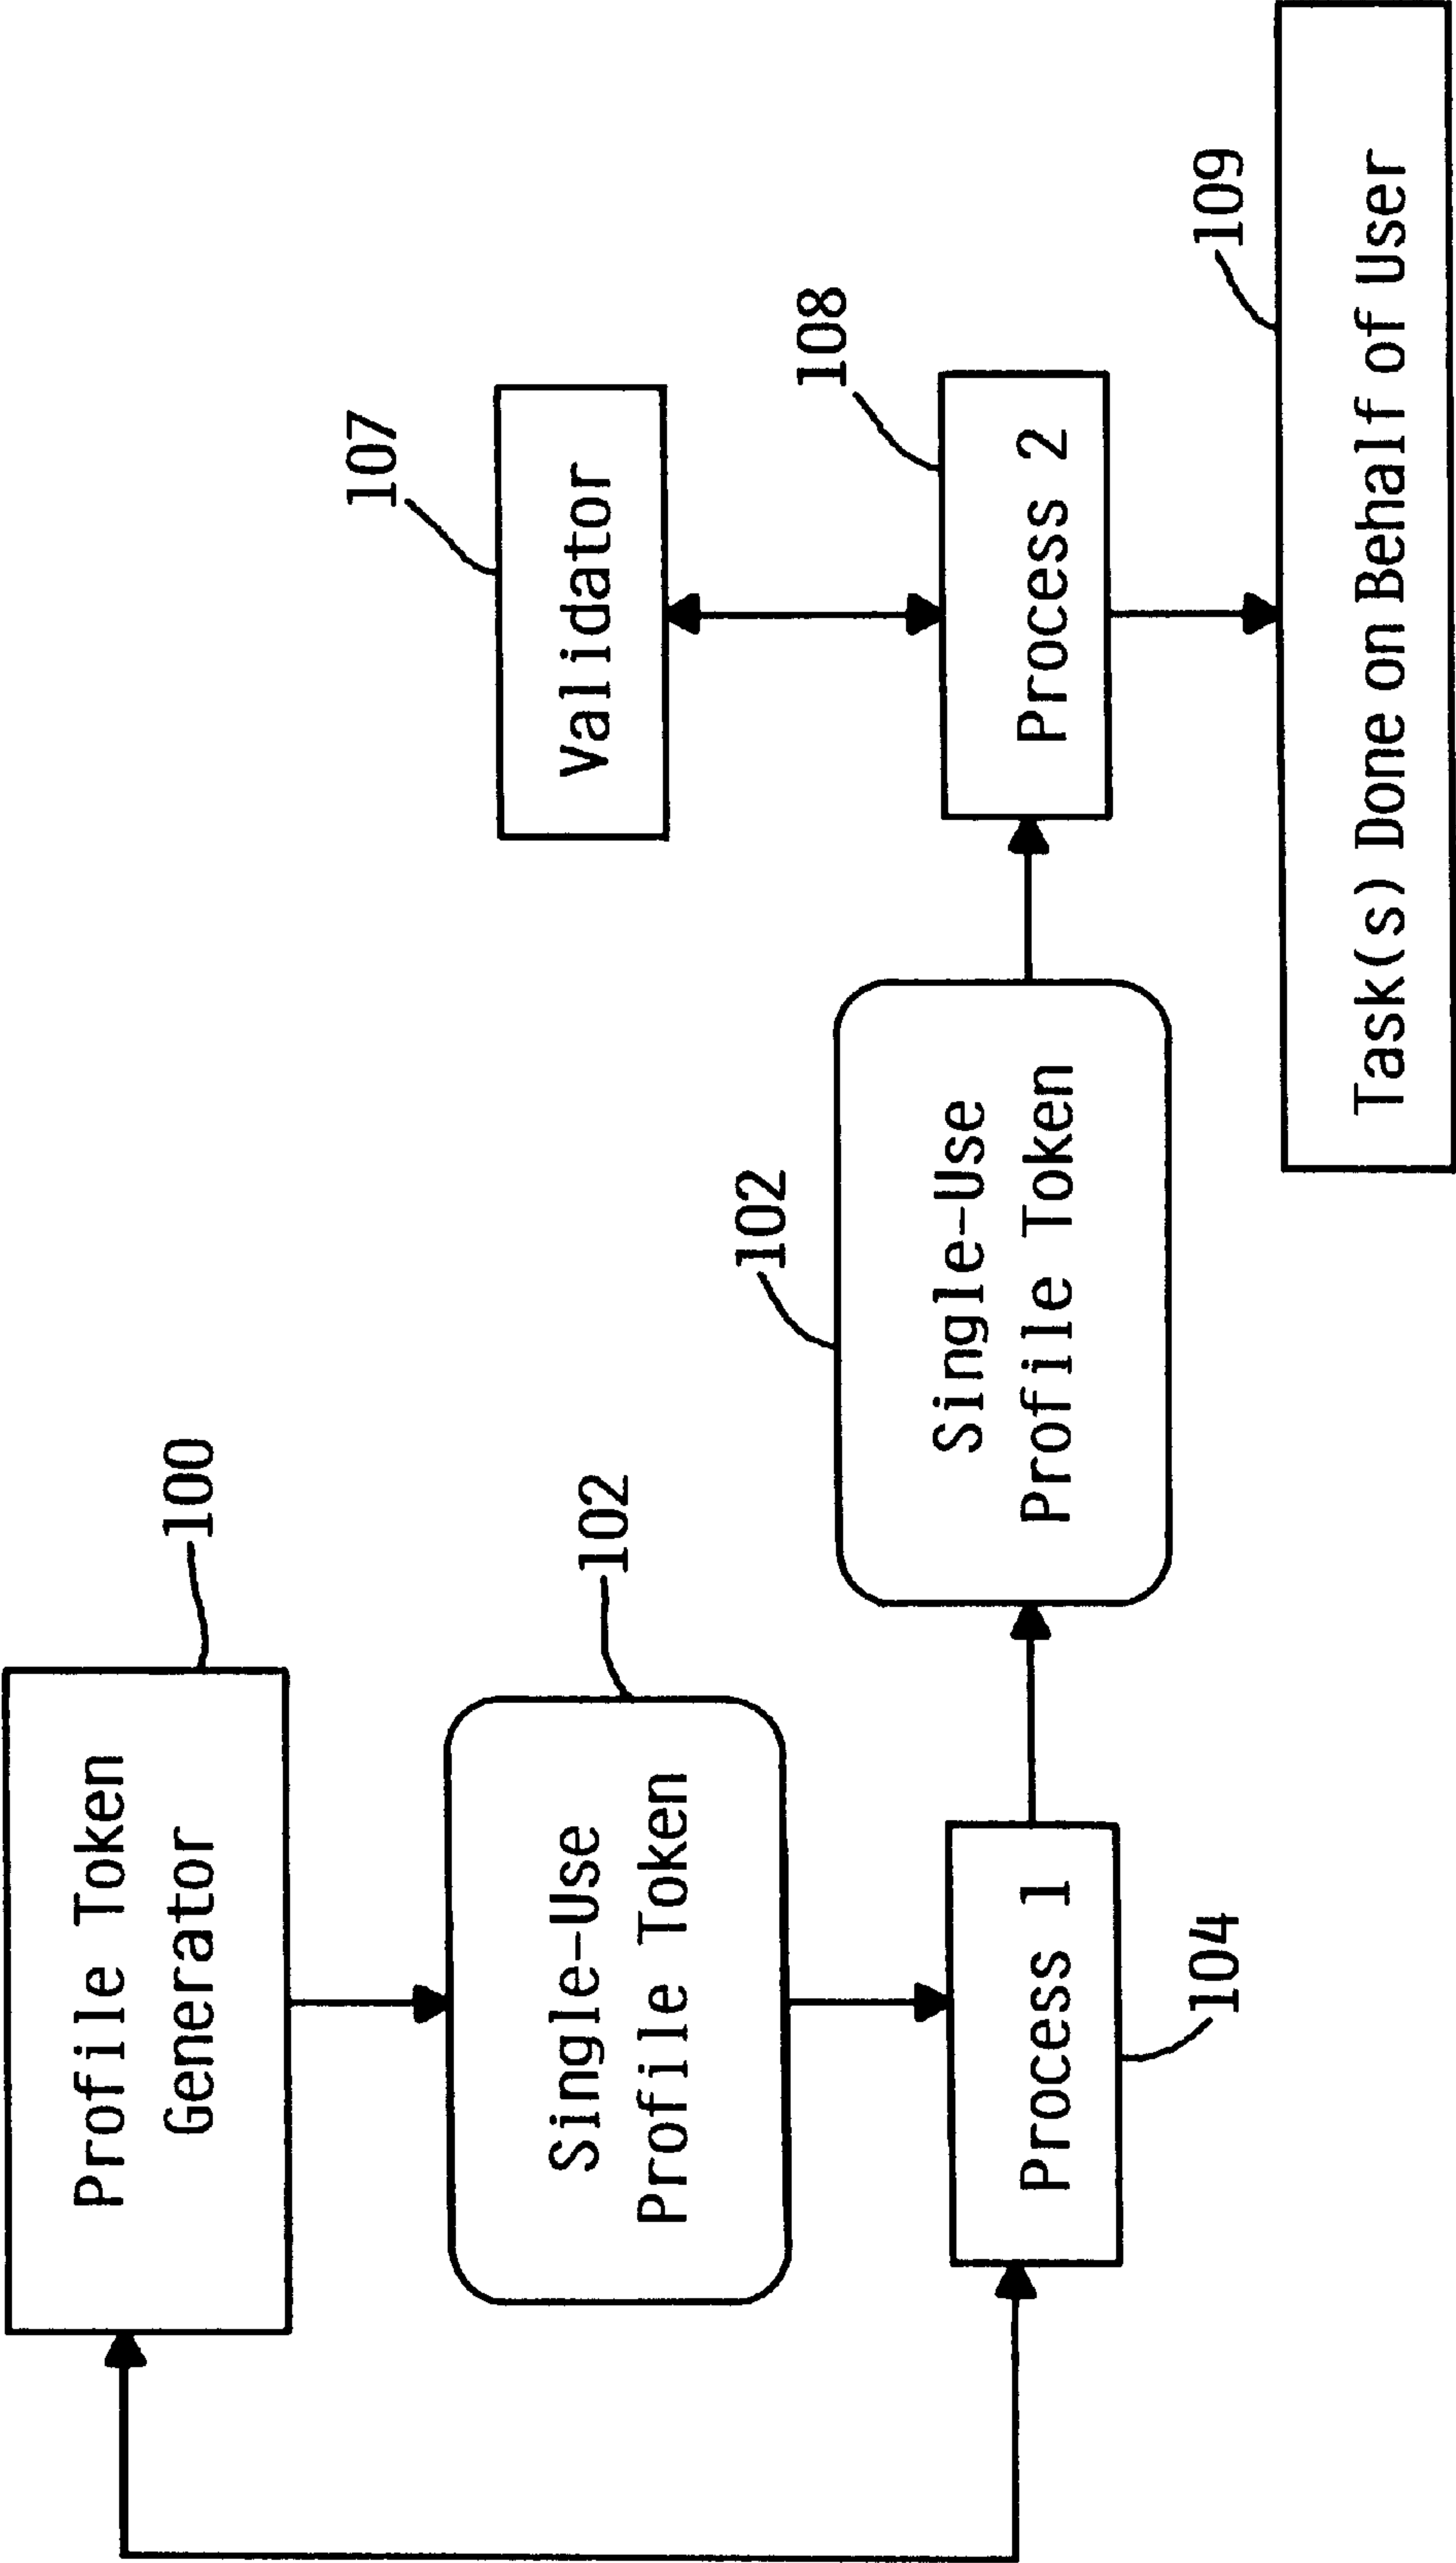 100
Profile Token
Generator
102
Single-Use
Profile Token
Process 1
104
102
Single-Use
Profile Token
107
Validator
108
Process 2
109
Task(s) Done on Behalf of User